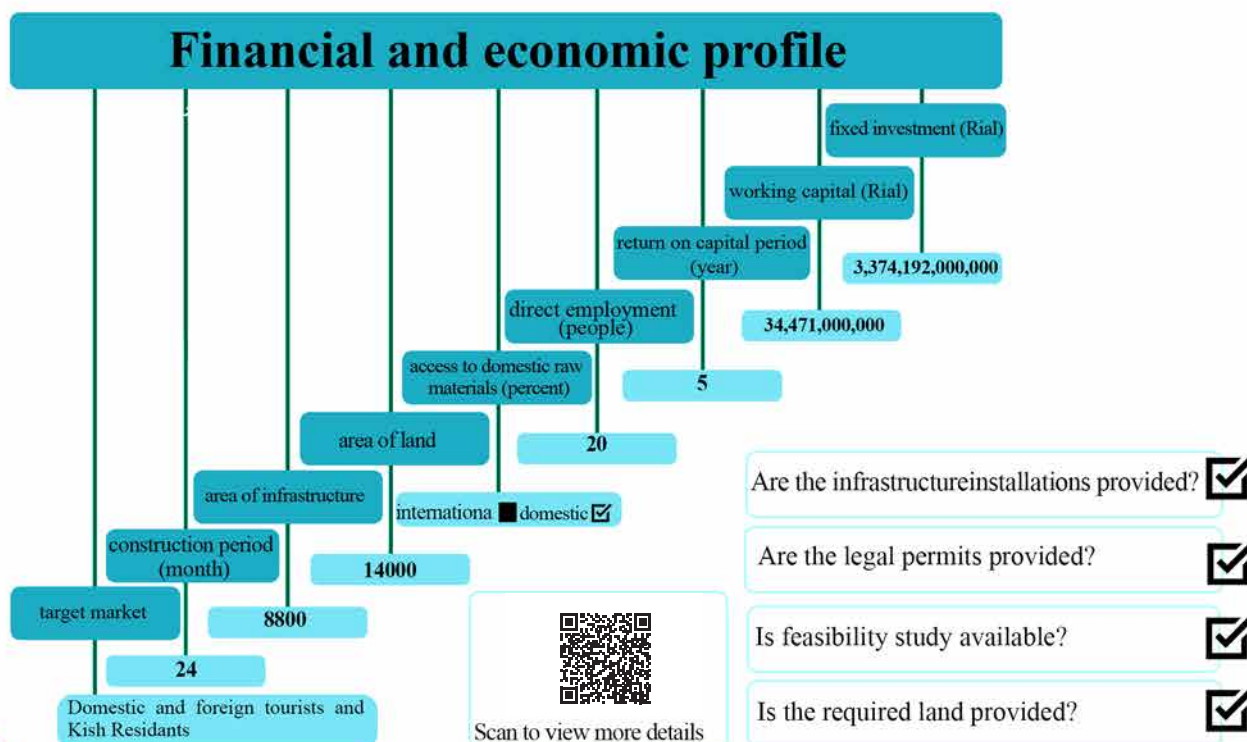 Financial and economic profile
fixed investment (Rial)
3,374,192,000,000
working capital (Rial)
34,471,000,000
return on capital period
(year)
5
direct employment
(people)
20
access to domestic raw
materials (percent)
internationa domestic
area of land
14000
area of infrastructure
8800
construction period
(month)
24
target market
Domestic and foreign tourists and
Kish Residants
Scan to view more details
Are the infrastructureinstallations provided?
Are the legal permits provided?
Is feasibility study available?
Is the required land provided?